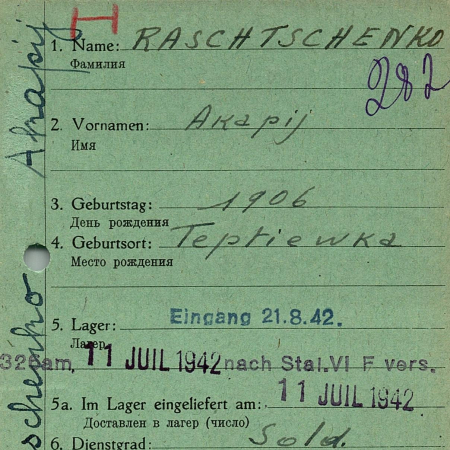 1. Name: RASCHTSCHENKO
Фамилия
282
2. Vornamen: Akapij
Имя
3. Geburtstag: 1906
День рождения
4. Geburtsort: Teptiewka
Место рождения
5. Lager: Eingang 21.8.42.
Лагерь
326am, 11 JUIL 1942 nach Stal.VI F vers.
5a. Im Lager eingeliefert am: 11 JUIL 1942
Доставлен в лагерь (число)
6. Dienstgrad: Sold.
schenko Akapij